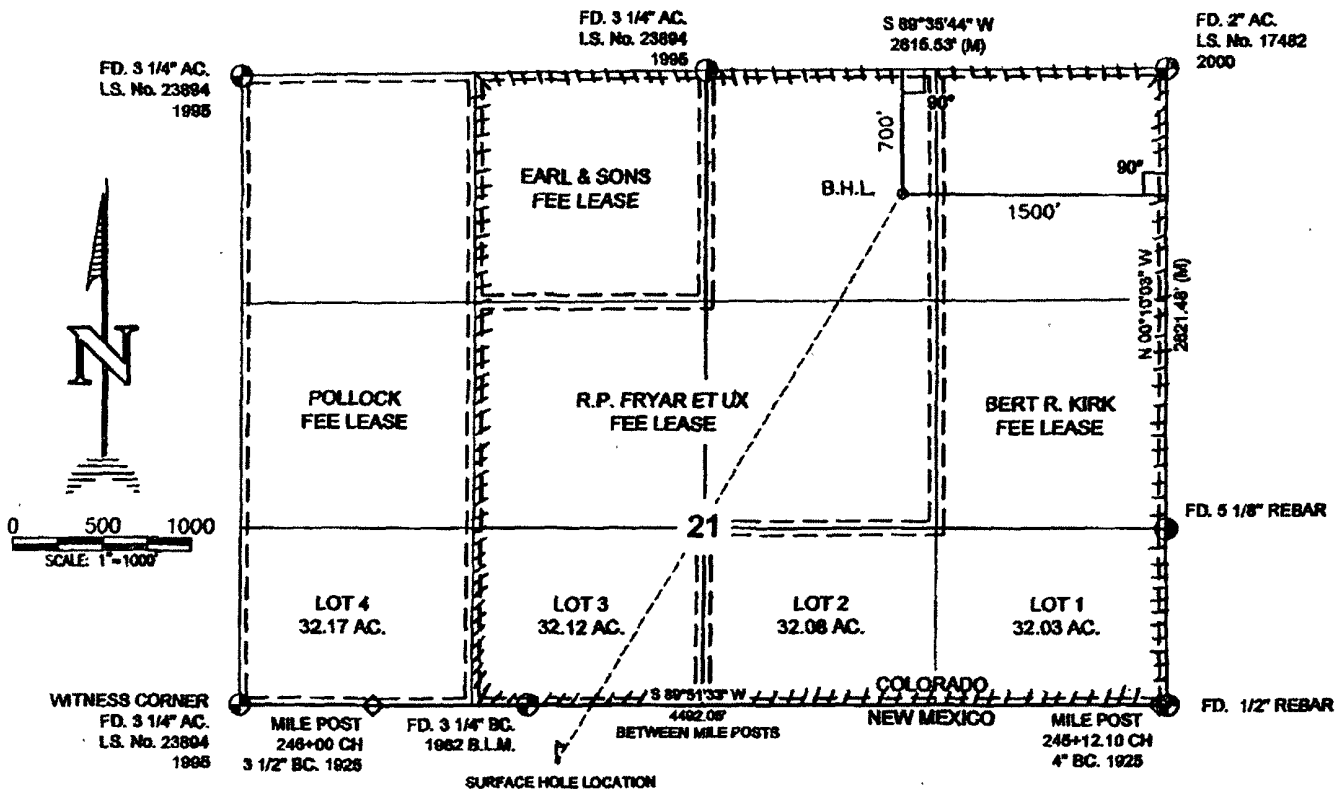 FD. 3 1/4" AC.
LS. No. 23894
1995
S 89°35'44" W
2615.53' (M)
FD. 2" AC.
LS. No. 17482
2000
FD. 3 1/4" AC.
LS. No. 23894
1995
90°
700'
EARL & SONS
FEE LEASE
B.H.L.
90°
1500'
N 00°10'03" W
2621.48' (M)
N
POLLOCK
FEE LEASE
R.P. FRYAR ET UX
FEE LEASE
BERT R. KIRK
FEE LEASE
0 500 1000
SCALE: 1"=1000'
21
FD. 5 1/8" REBAR
LOT 4
32.17 AC.
LOT 3
32.12 AC.
LOT 2
32.08 AC.
LOT 1
32.03 AC.
WITNESS CORNER
FD. 3 1/4" AC.
LS. No. 23894
1995
MILE POST
246+00 CH
3 1/2" BC. 1925
FD. 3 1/4" BC.
1962 B.L.M.
S 89°51'33" W
4492.05'
BETWEEN MILE POSTS
COLORADO
NEW MEXICO
MILE POST
245+12.10 CH
4" BC. 1925
FD. 1/2" REBAR
SURFACE HOLE LOCATION